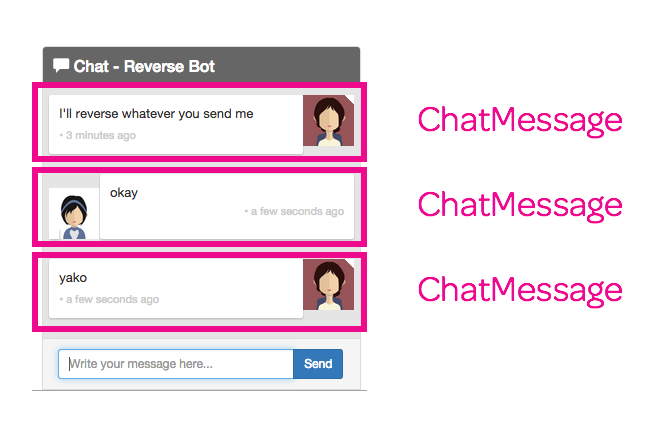 Chat - Reverse Bot
I'll reverse whatever you send me
• 3 minutes ago
ChatMessage
okay
• a few seconds ago
ChatMessage
yako
• a few seconds ago
ChatMessage
Write your message here...
Send